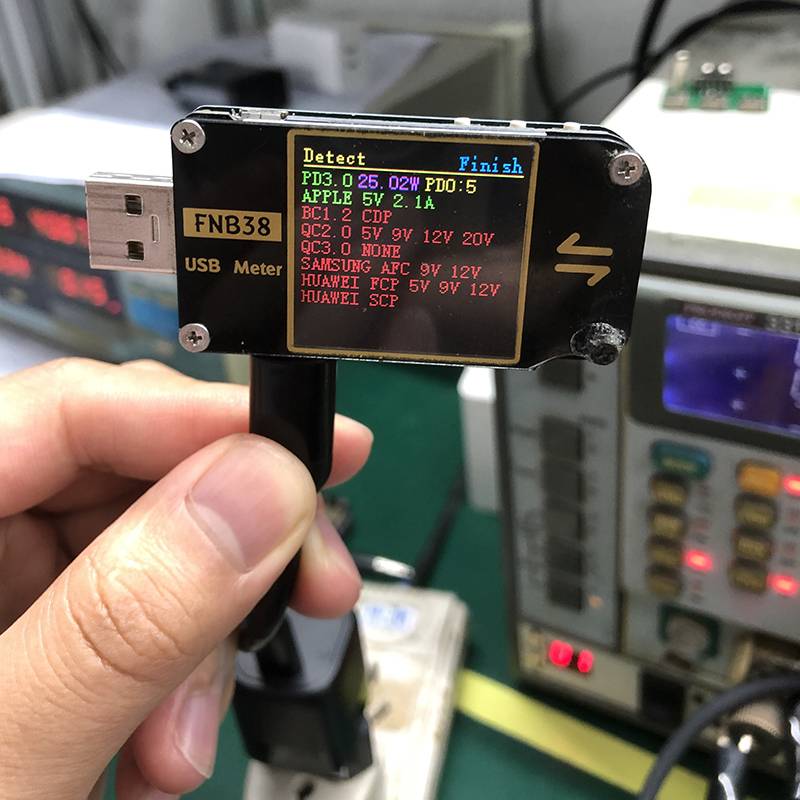 Detect Finish
PD3.0 25.02W PDO:5
APPLE 5V 2.1A
BC1.2 CDP
QC2.0 5V 9V 12V 20V
QC3.0 NONE
SAMSUNG AFC 9V 12V
HUAWEI FCP 5V 9V 12V
HUAWEI SCP
FNB38
USB Meter